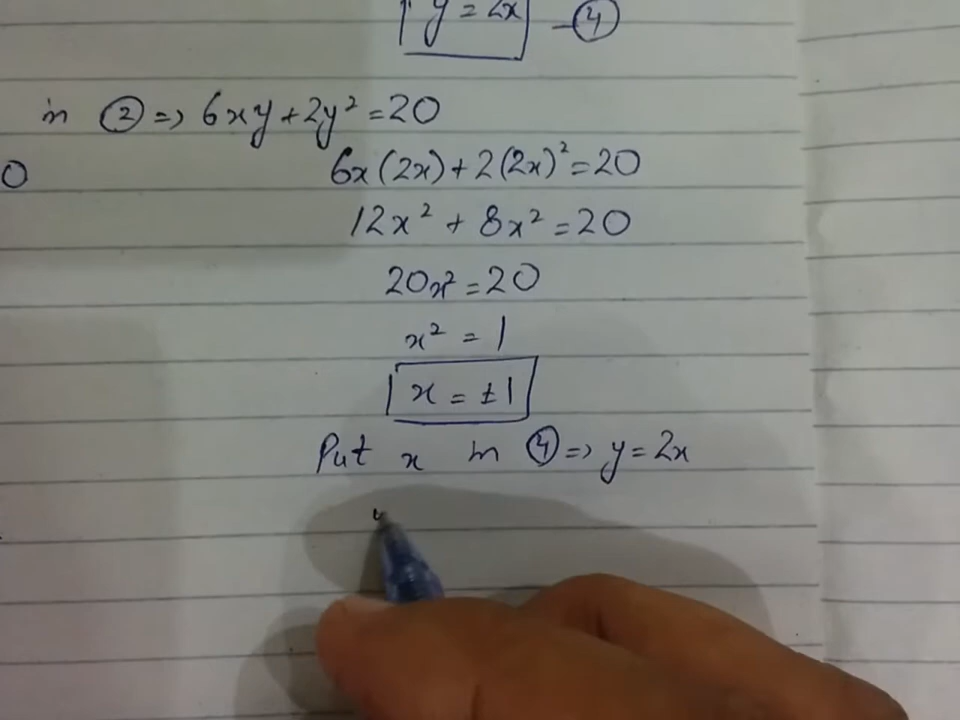 y = 2x — ④
in ② => 6xy + 2y² = 20
0
6x(2x) + 2(2x)² = 20
12x² + 8x² = 20
20x² = 20
x² = 1
x = ±1
Put x in ④ => y = 2x